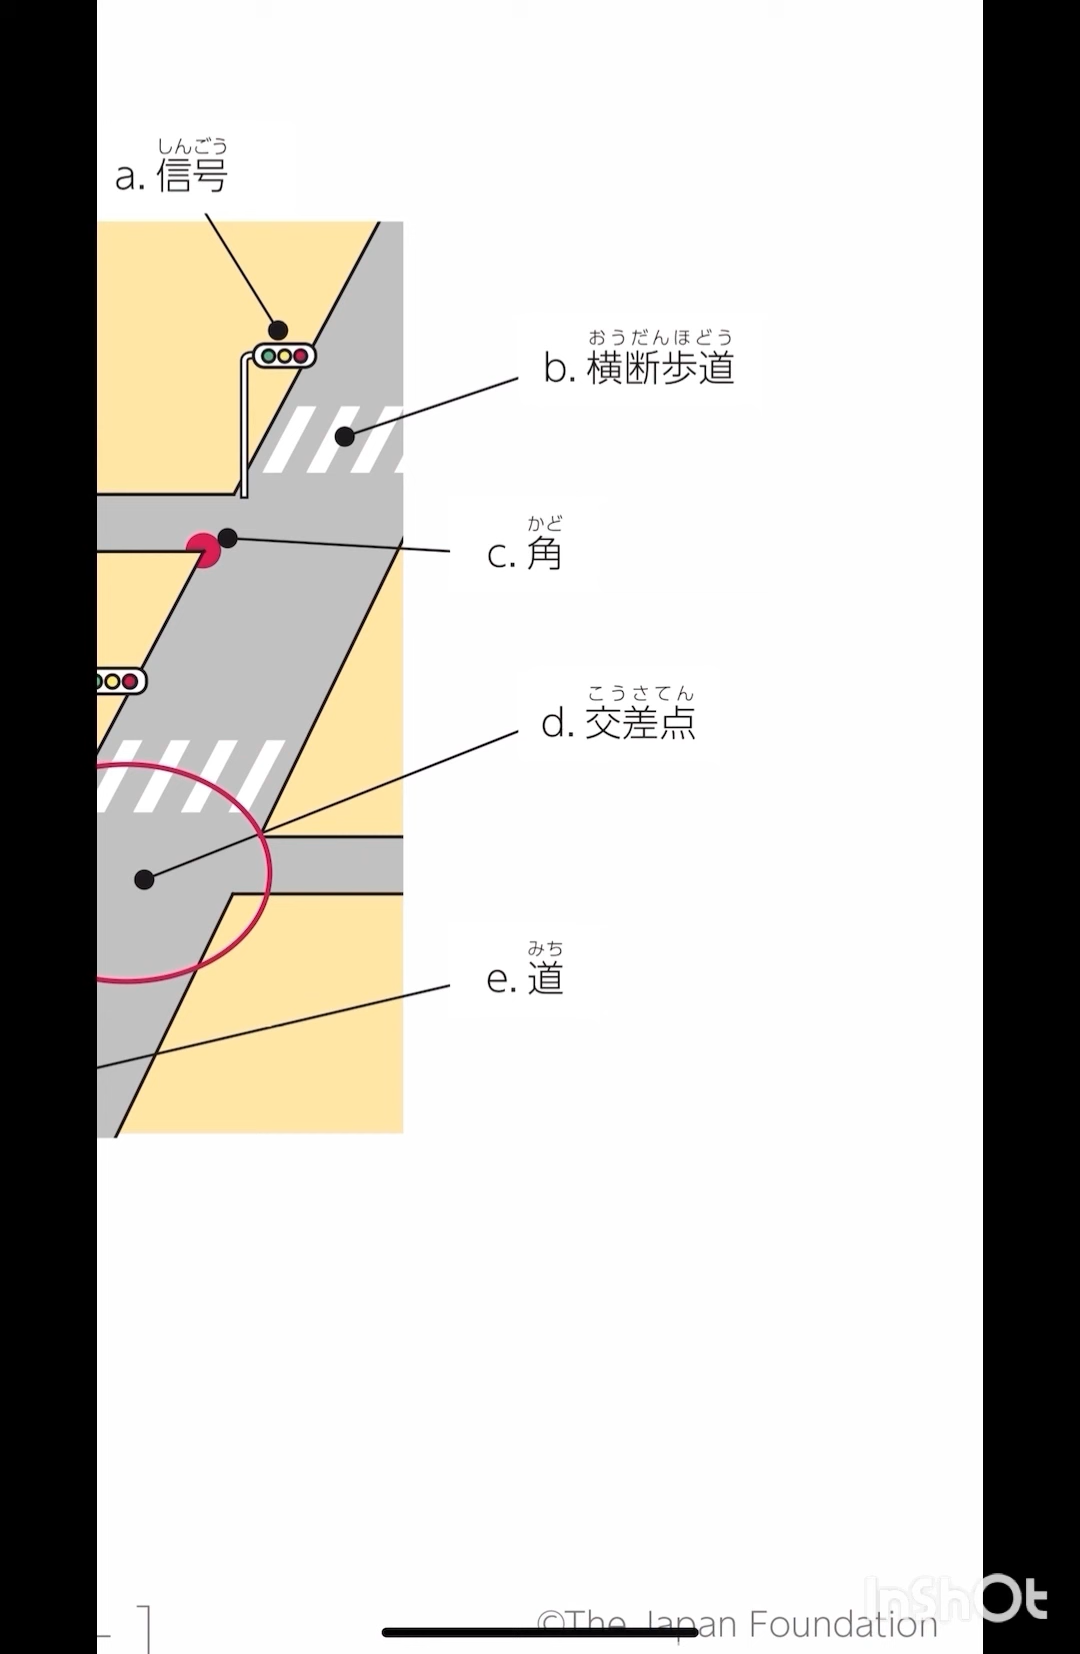 しんごう
a. 信号
おうだんほどう
b. 横断歩道
かど
c. 角
こうさてん
d. 交差点
みち
e. 道
1
©The Japan Foundation
InShOt